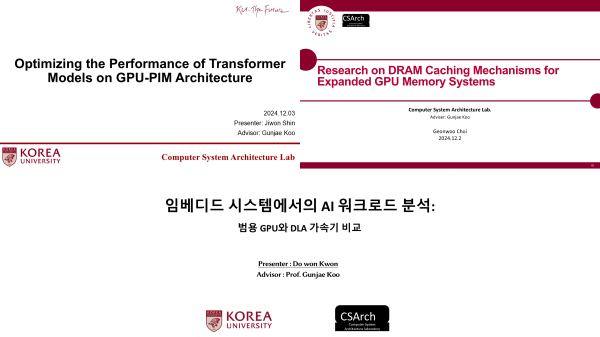 Optimizing the Performance of Transformer
Models on GPU-PIM Architecture
2024.12.03
Presenter: Jiwon Shin
Advisor: Gunjae Koo
KOREA
UNIVERSITY
Computer System Architecture Lab
LIBERTAS JUSTITIA VERITAS
CSArch
Research on DRAM Caching Mechanisms for
Expanded GPU Memory Systems
Computer System Architecture Lab.
Adviser: Gunjae Koo
Geonwoo Choi
2024.12.2
임베디드 시스템에서의 AI 워크로드 분석:
범용 GPU와 DLA 가속기 비교
Presenter : Do won Kwon
Advisor : Prof. Gunjae Koo
KOREA
UNIVERSITY
CSArch
Computer System
Architecture Laboratory